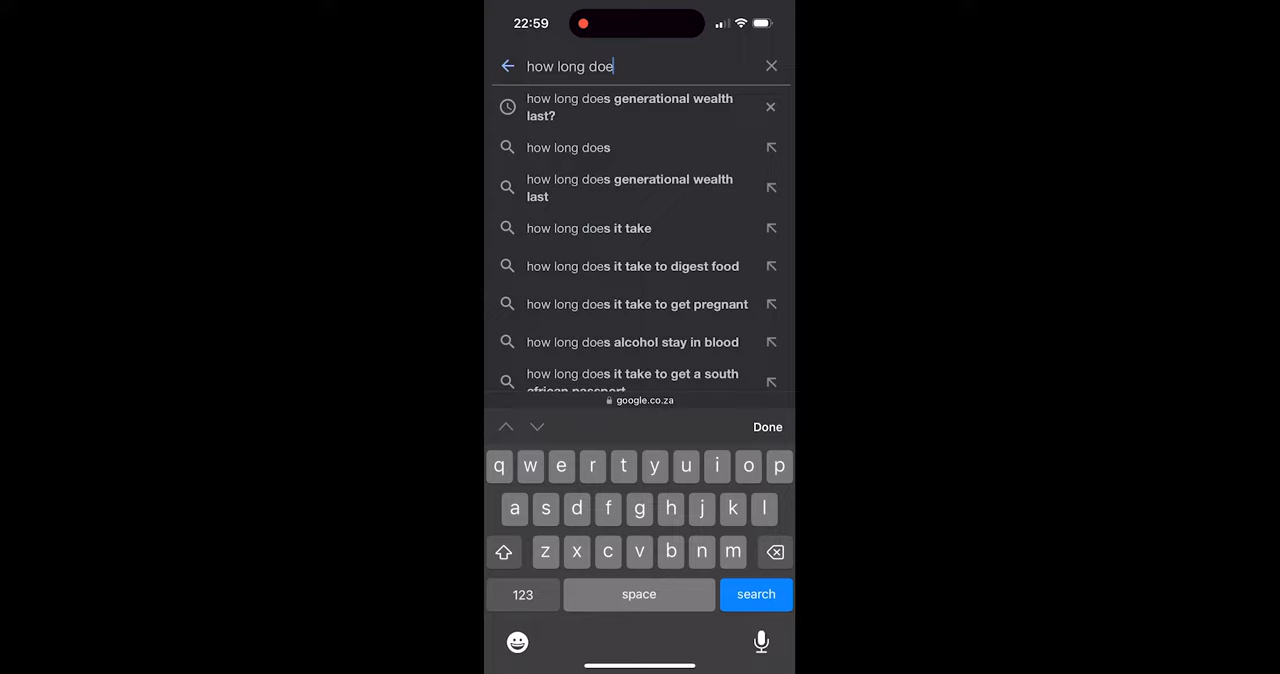 22:59
how long doe
how long does generational wealth
last?
how long does
how long does generational wealth
last
how long does it take
how long does it take to digest food
how long does it take to get pregnant
how long does alcohol stay in blood
how long does it take to get a south
african passport
google.co.za
Done
q w e r t y u i o p
a s d f g h j k l
z x c v b n m
123 space search